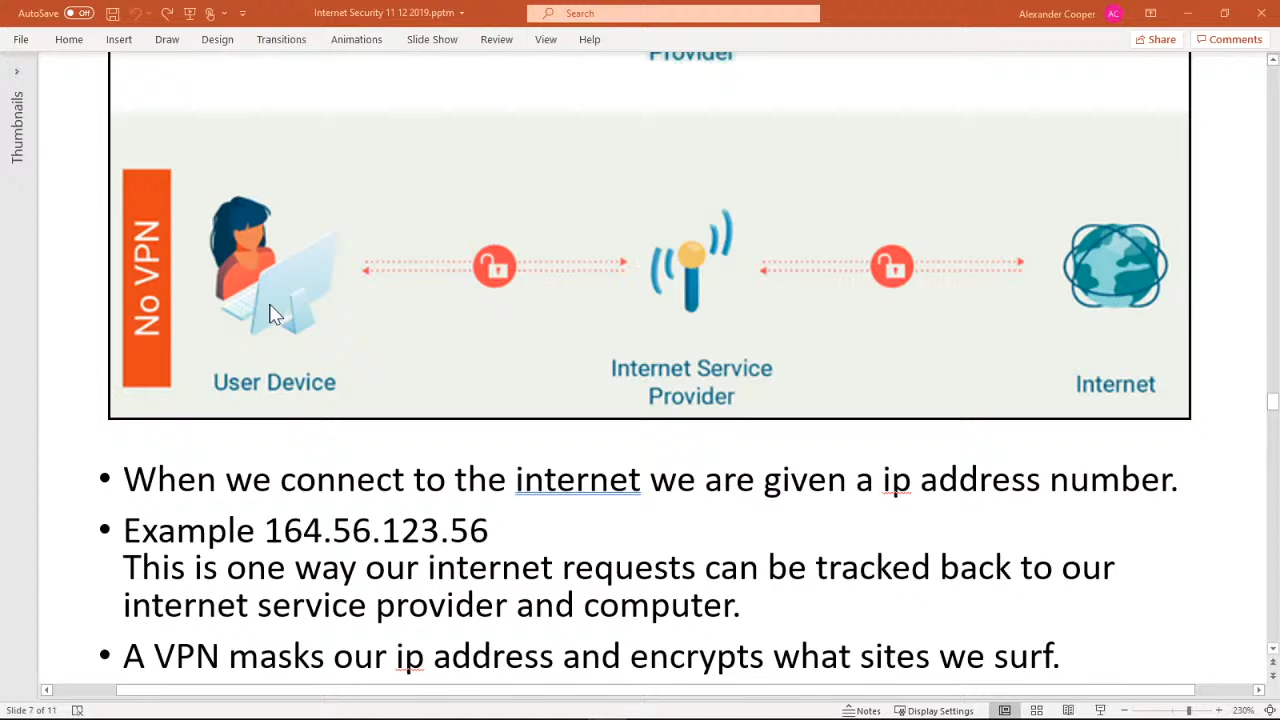 AutoSave Off Internet Security 11 12 2019.pptm Search Alexander Cooper AC
File Home Insert Draw Design Transitions Animations Slide Show Review View Help Share Comments
Thumbnails
Provider
No VPN
User Device
Internet Service
Provider
Internet
• When we connect to the internet we are given a ip address number.
• Example 164.56.123.56
This is one way our internet requests can be tracked back to our
internet service provider and computer.
• A VPN masks our ip address and encrypts what sites we surf.
Slide 7 of 11 Notes Display Settings 230%